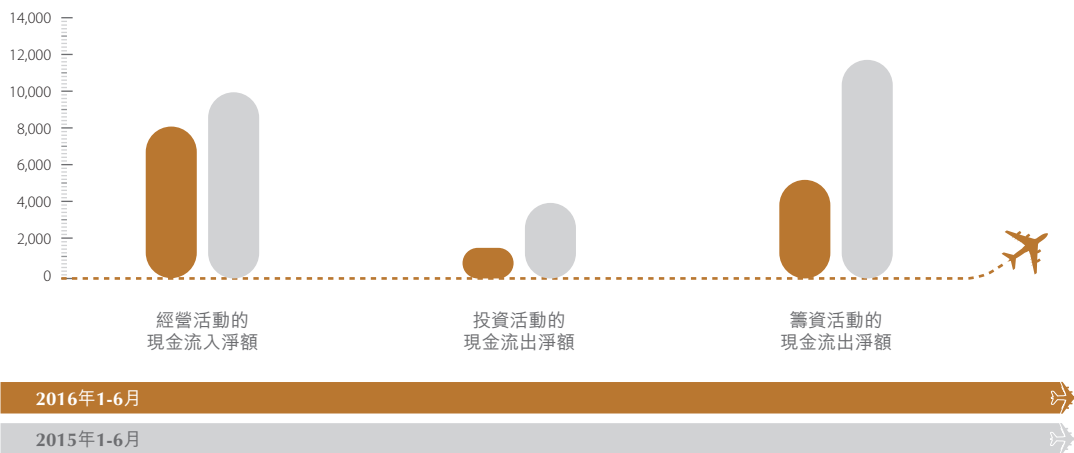 14,000
12,000
10,000
8,000
6,000
4,000
2,000
0
經營活動的
現金流入淨額
投資活動的
現金流出淨額
籌資活動的
現金流出淨額
2016年1-6月
2015年1-6月